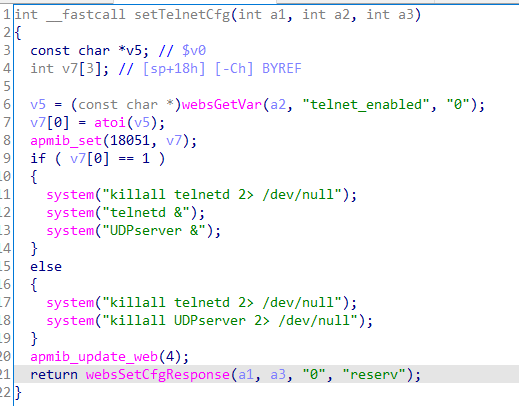 1 int __fastcall setTelnetCfg(int a1, int a2, int a3)
2 {
3   const char *v5; // $v0
4   int v7[3]; // [sp+18h] [-Ch] BYREF
5
6   v5 = (const char *)websGetVar(a2, "telnet_enabled", "0");
7   v7[0] = atoi(v5);
8   apmib_set(18051, v7);
9   if ( v7[0] == 1 )
10   {
11     system("killall telnetd 2> /dev/null");
12     system("telnetd &");
13     system("UDPserver &");
14   }
15   else
16   {
17     system("killall telnetd 2> /dev/null");
18     system("killall UDPserver 2> /dev/null");
19   }
20   apmib_update_web(4);
21   return websSetCfgResponse(a1, a3, "0", "reserv");
22 }